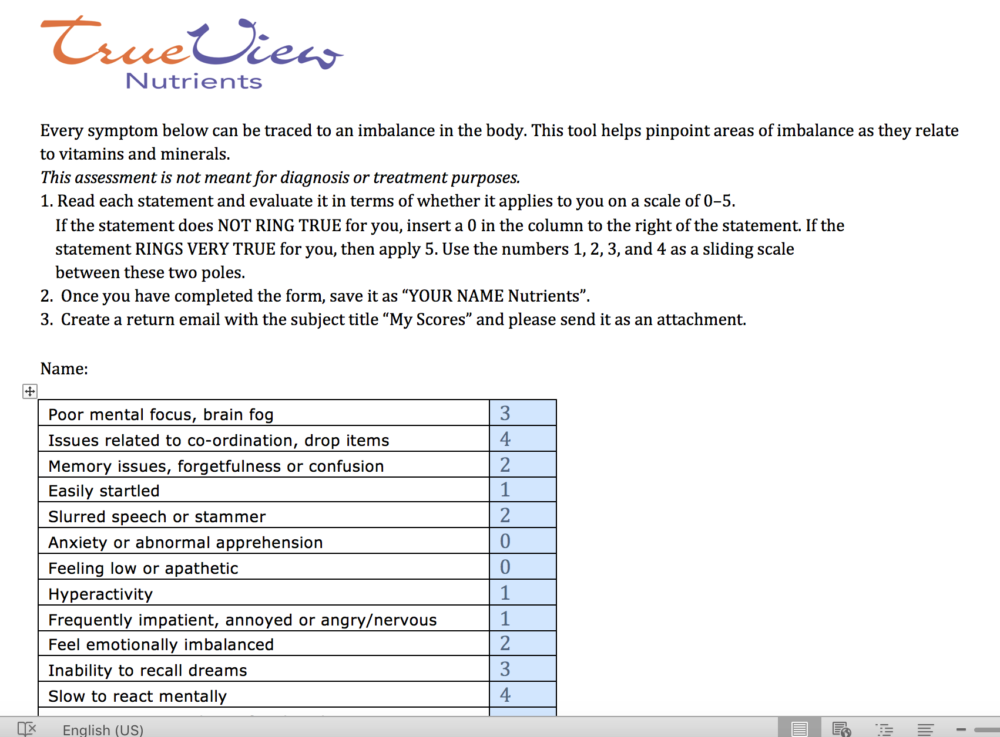 TrueView
Nutrients
Every symptom below can be traced to an imbalance in the body. This tool helps pinpoint areas of imbalance as they relate
to vitamins and minerals.
This assessment is not meant for diagnosis or treatment purposes.
1. Read each statement and evaluate it in terms of whether it applies to you on a scale of 0–5.
If the statement does NOT RING TRUE for you, insert a 0 in the column to the right of the statement. If the
statement RINGS VERY TRUE for you, then apply 5. Use the numbers 1, 2, 3, and 4 as a sliding scale
between these two poles.
2. Once you have completed the form, save it as “YOUR NAME Nutrients”.
3. Create a return email with the subject title “My Scores” and please send it as an attachment.
Name:
Poor mental focus, brain fog 3
Issues related to co-ordination, drop items 4
Memory issues, forgetfulness or confusion 2
Easily startled 1
Slurred speech or stammer 2
Anxiety or abnormal apprehension 0
Feeling low or apathetic 0
Hyperactivity 1
Frequently impatient, annoyed or angry/nervous 1
Feel emotionally imbalanced 2
Inability to recall dreams 3
Slow to react mentally 4
English (US)